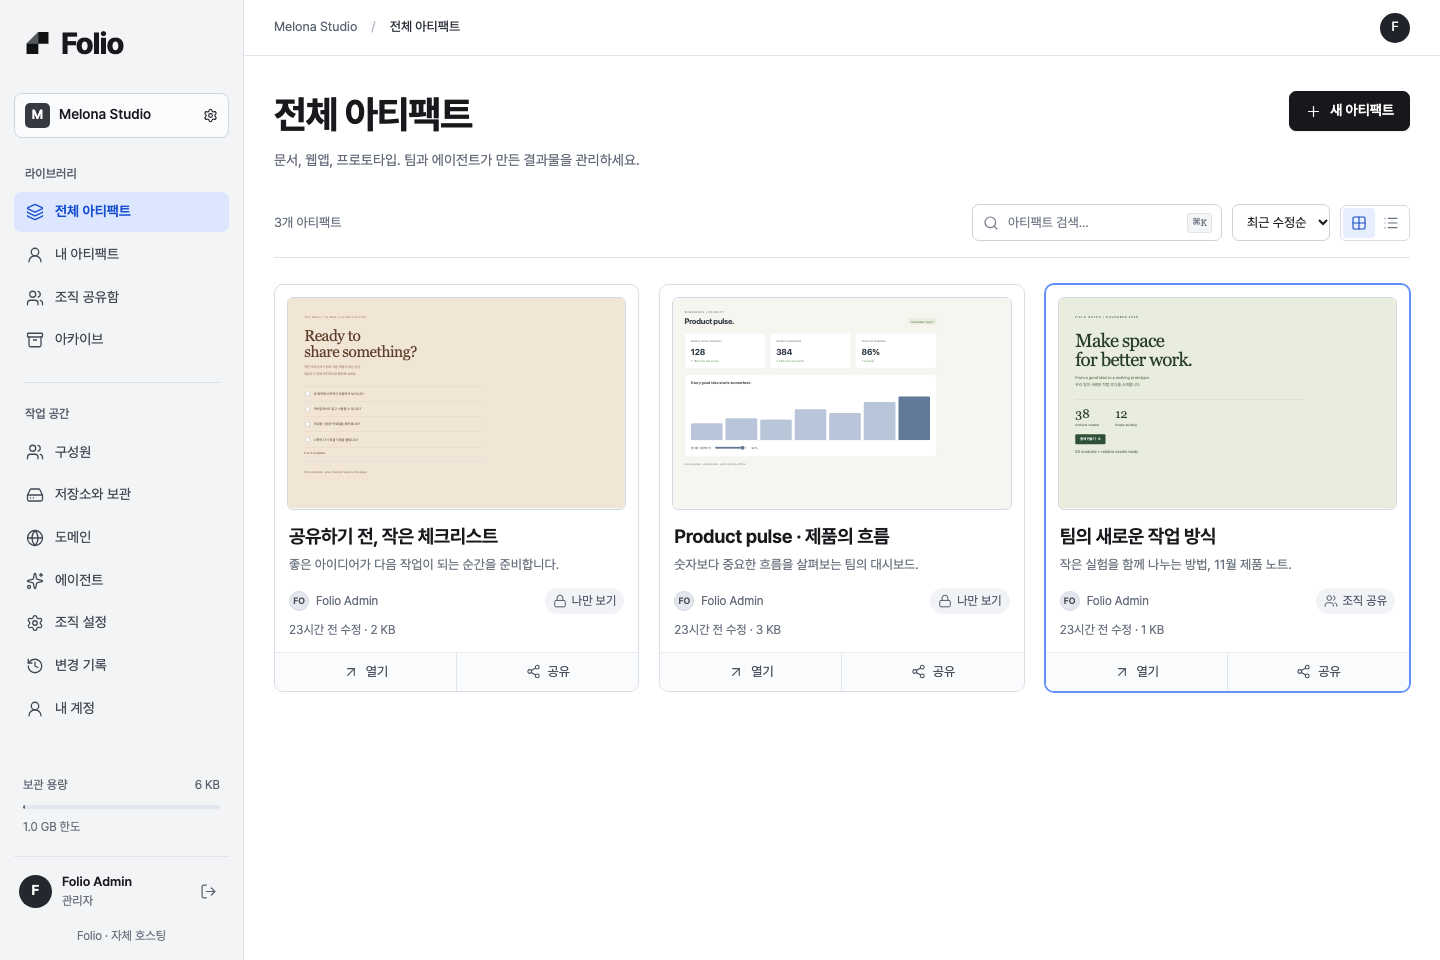 Folio
M Melona Studio
라이브러리
전체 아티팩트
내 아티팩트
조직 공유함
아카이브
작업 공간
구성원
저장소와 보관
도메인
에이전트
조직 설정
변경 기록
내 계정
보관 용량 6 KB
1.0 GB 한도
F Folio Admin
관리자
Folio · 자체 호스팅
Melona Studio / 전체 아티팩트
F
전체 아티팩트
새 아티팩트
문서, 웹앱, 프로토타입. 팀과 에이전트가 만든 결과물을 관리하세요.
3개 아티팩트
아티팩트 검색...
⌘K
최근 수정순
Ready to
share something?
공유하기 전, 작은 체크리스트
좋은 아이디어가 다음 작업이 되는 순간을 준비합니다.
FO Folio Admin
나만 보기
23시간 전 수정 · 2 KB
열기
공유
Product pulse.
128
384
86%
Every good idea starts somewhere.
Product pulse · 제품의 흐름
숫자보다 중요한 흐름을 살펴보는 팀의 대시보드.
FO Folio Admin
나만 보기
23시간 전 수정 · 3 KB
열기
공유
Make space
for better work.
From a good idea to a working prototype.
38
12
팀의 새로운 작업 방식
작은 실험을 함께 나누는 방법, 11월 제품 노트.
FO Folio Admin
조직 공유
23시간 전 수정 · 1 KB
열기
공유